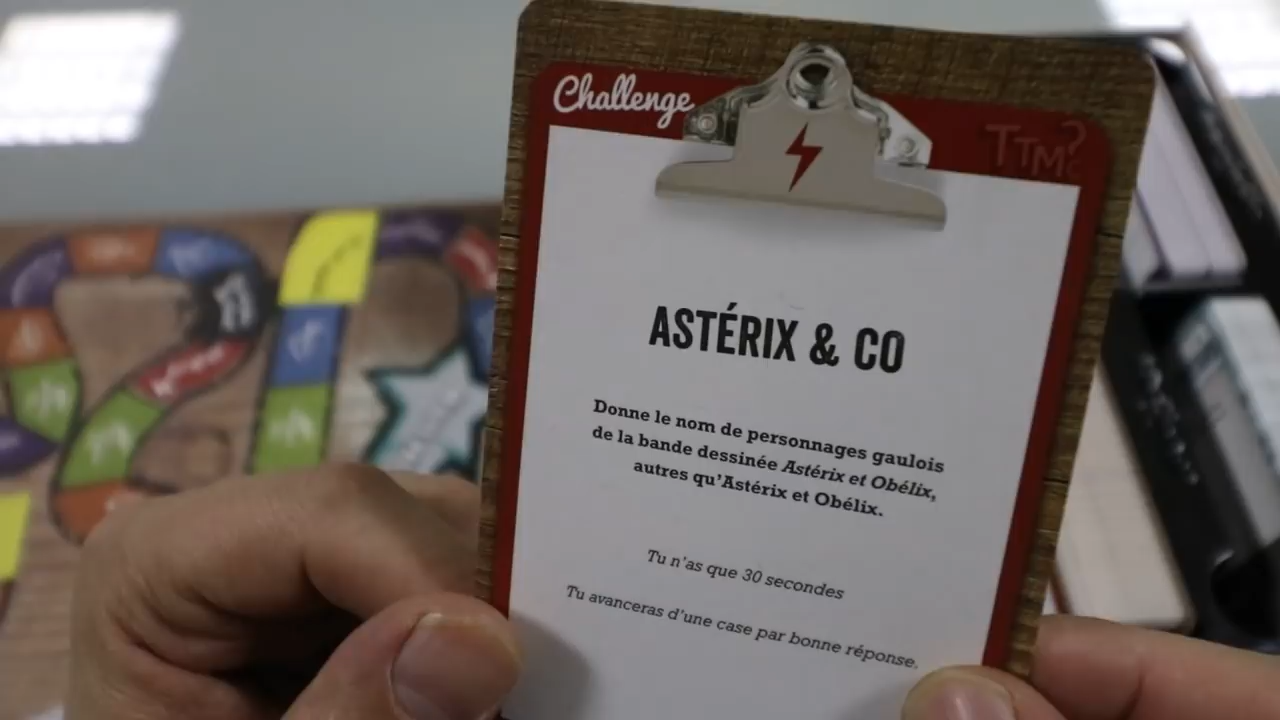 Challenge
TTMC?
ASTÉRIX & CO
Donne le nom de personnages gaulois
de la bande dessinée Astérix et Obélix,
autres qu'Astérix et Obélix.
Tu n'as que 30 secondes
Tu avanceras d'une case par bonne réponse.